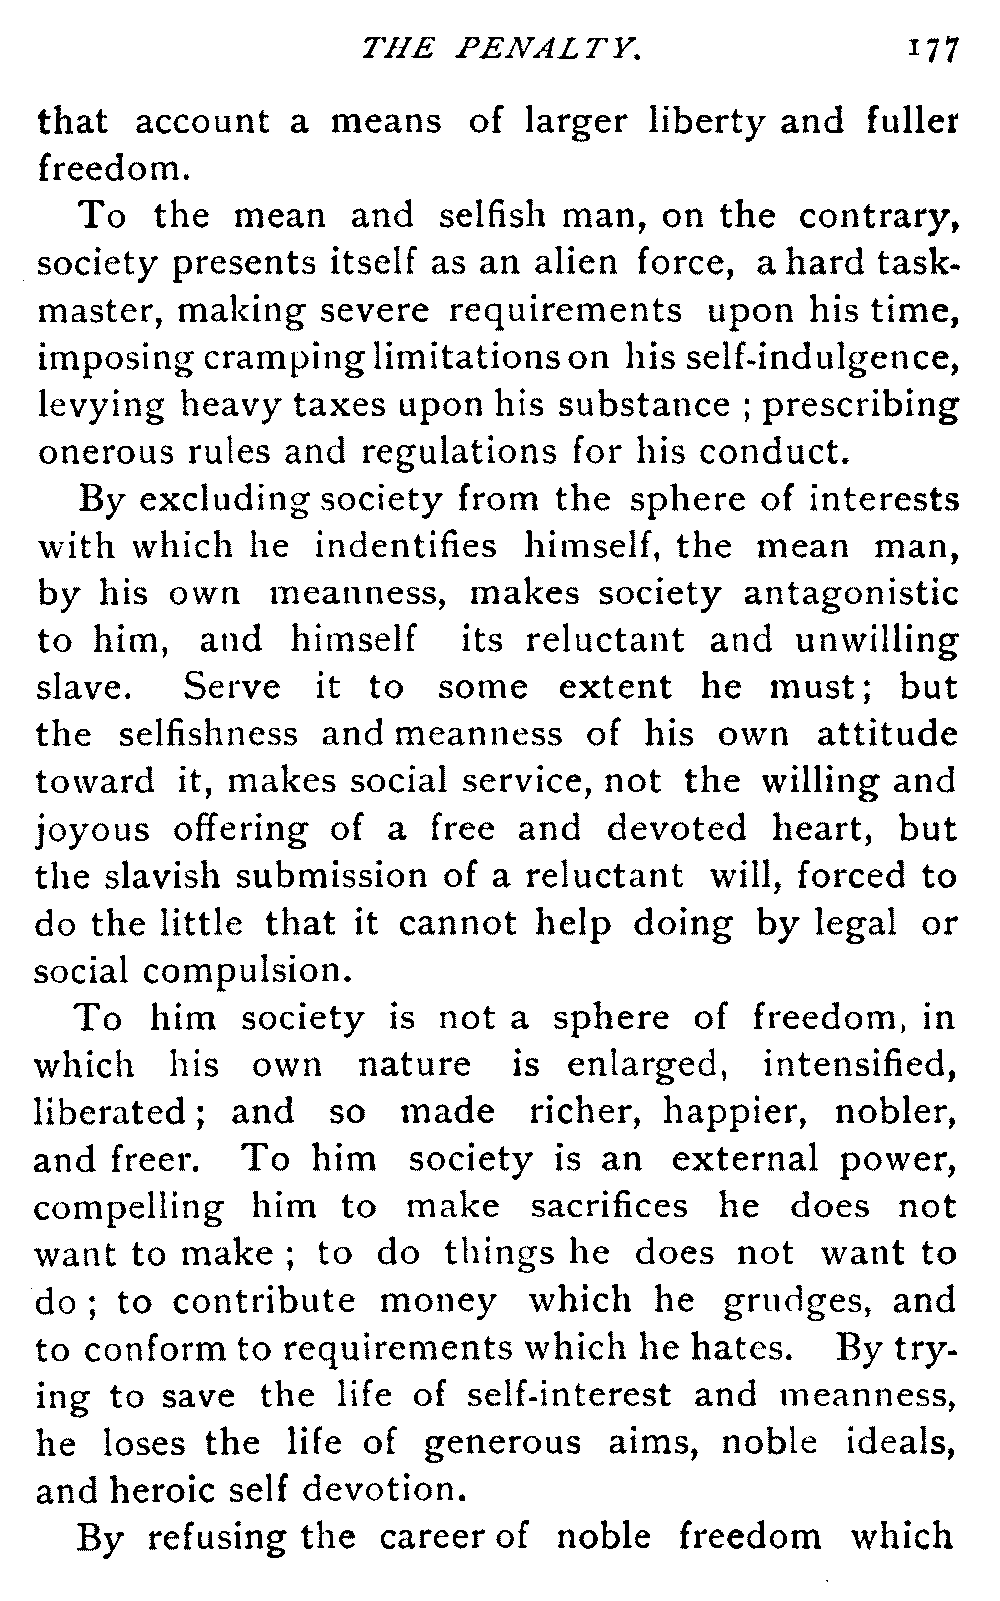 THE PENALTY. 177
that account a means of larger liberty and fuller
freedom.
To the mean and selfish man, on the contrary,
society presents itself as an alien force, a hard task-
master, making severe requirements upon his time,
imposing cramping limitations on his self-indulgence,
levying heavy taxes upon his substance ; prescribing
onerous rules and regulations for his conduct.
By excluding society from the sphere of interests
with which he indentifies himself, the mean man,
by his own meanness, makes society antagonistic
to him, and himself its reluctant and unwilling
slave. Serve it to some extent he must; but
the selfishness and meanness of his own attitude
toward it, makes social service, not the willing and
joyous offering of a free and devoted heart, but
the slavish submission of a reluctant will, forced to
do the little that it cannot help doing by legal or
social compulsion.
To him society is not a sphere of freedom, in
which his own nature is enlarged, intensified,
liberated ; and so made richer, happier, nobler,
and freer. To him society is an external power,
compelling him to make sacrifices he does not
want to make ; to do things he does not want to
do ; to contribute money which he grudges, and
to conform to requirements which he hates. By try-
ing to save the life of self-interest and meanness,
he loses the life of generous aims, noble ideals,
and heroic self devotion.
By refusing the career of noble freedom which